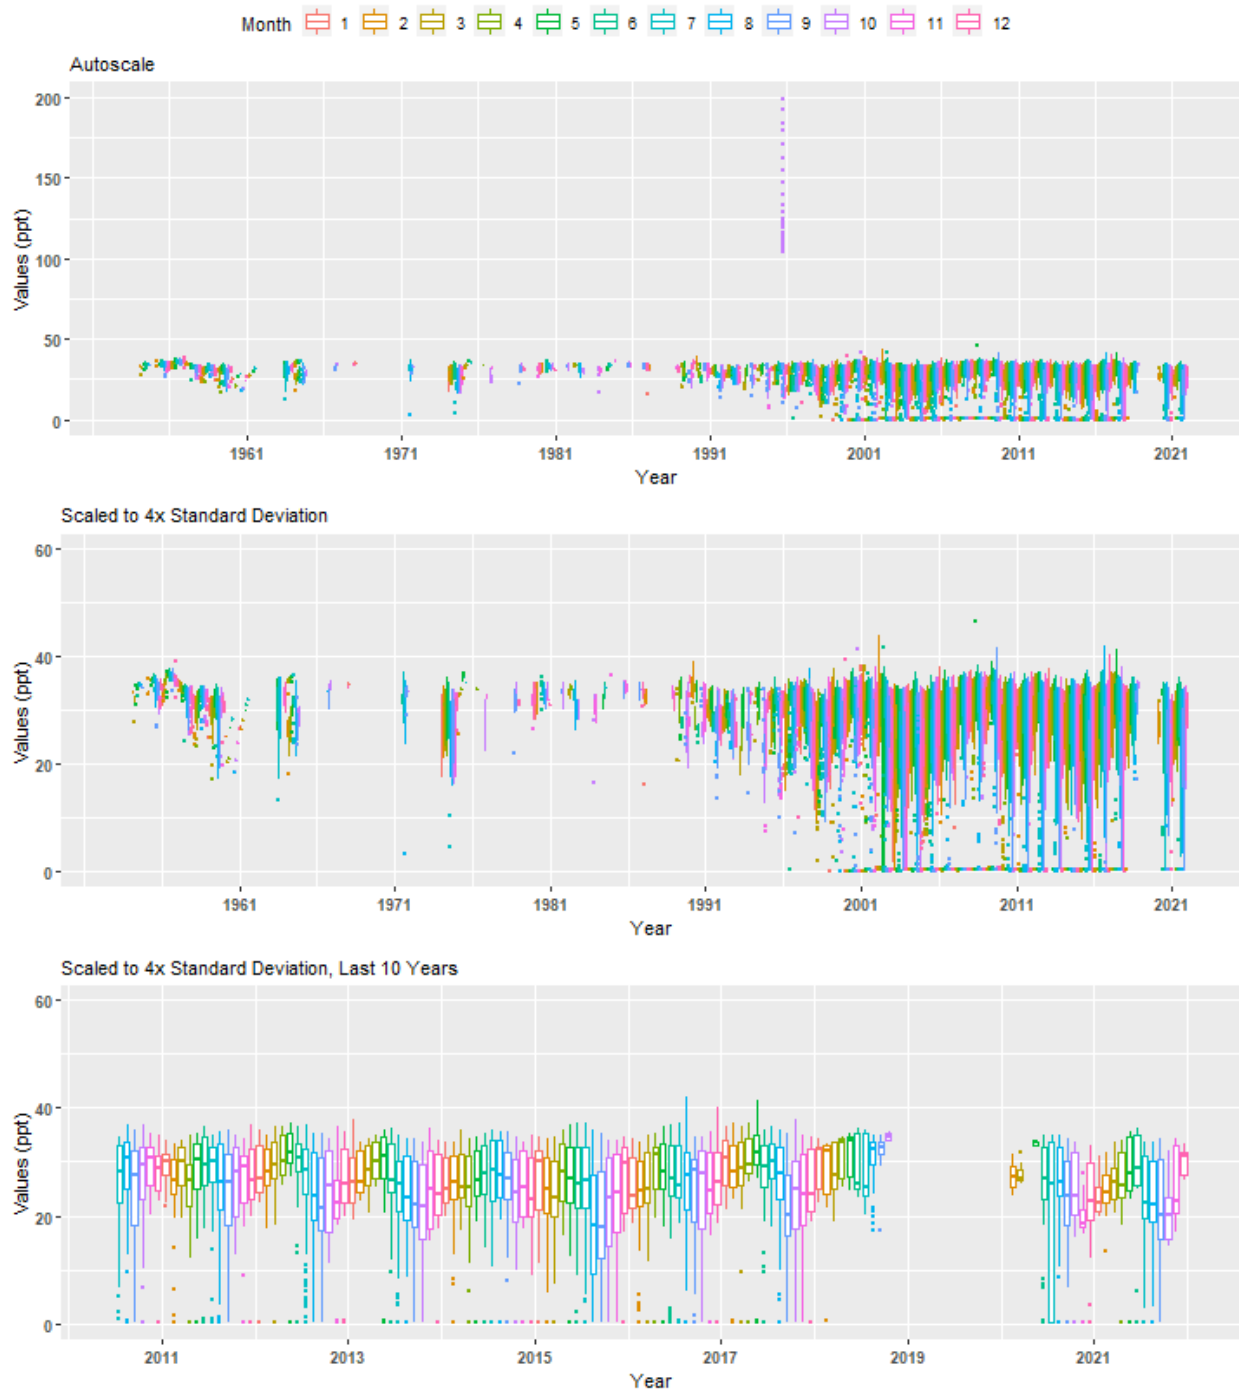 Month 1 2 3 4 5 6 7 8 9 10 11 12
Autoscale
200
150
100
50
0
Values (ppt)
1961 1971 1981 1991 2001 2011 2021
Year
Scaled to 4x Standard Deviation
60
40
20
0
Values (ppt)
1961 1971 1981 1991 2001 2011 2021
Year
Scaled to 4x Standard Deviation, Last 10 Years
60
40
20
0
Values (ppt)
2011 2013 2015 2017 2019 2021
Year